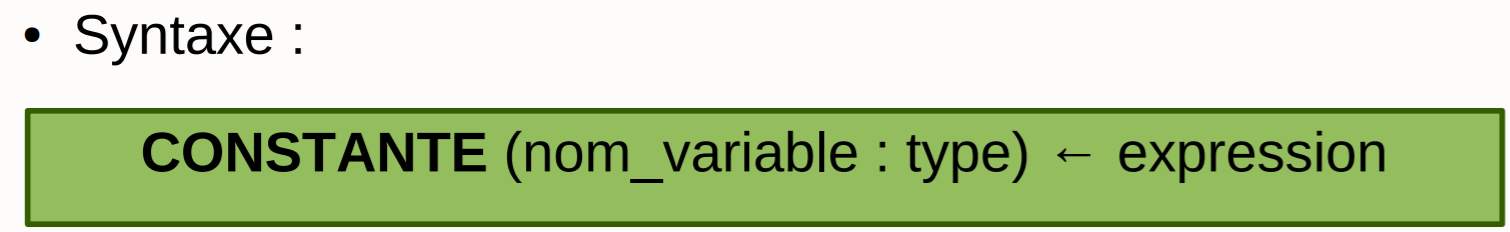 • Syntaxe :
CONSTANTE (nom_variable : type) ← expression